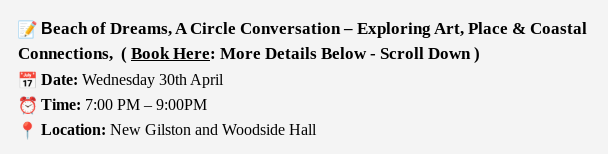 📝 Beach of Dreams, A Circle Conversation – Exploring Art, Place & Coastal
Connections,  ( Book Here: More Details Below - Scroll Down )
📅 Date: Wednesday 30th April
⏰ Time: 7:00 PM – 9:00PM
📍 Location: New Gilston and Woodside Hall